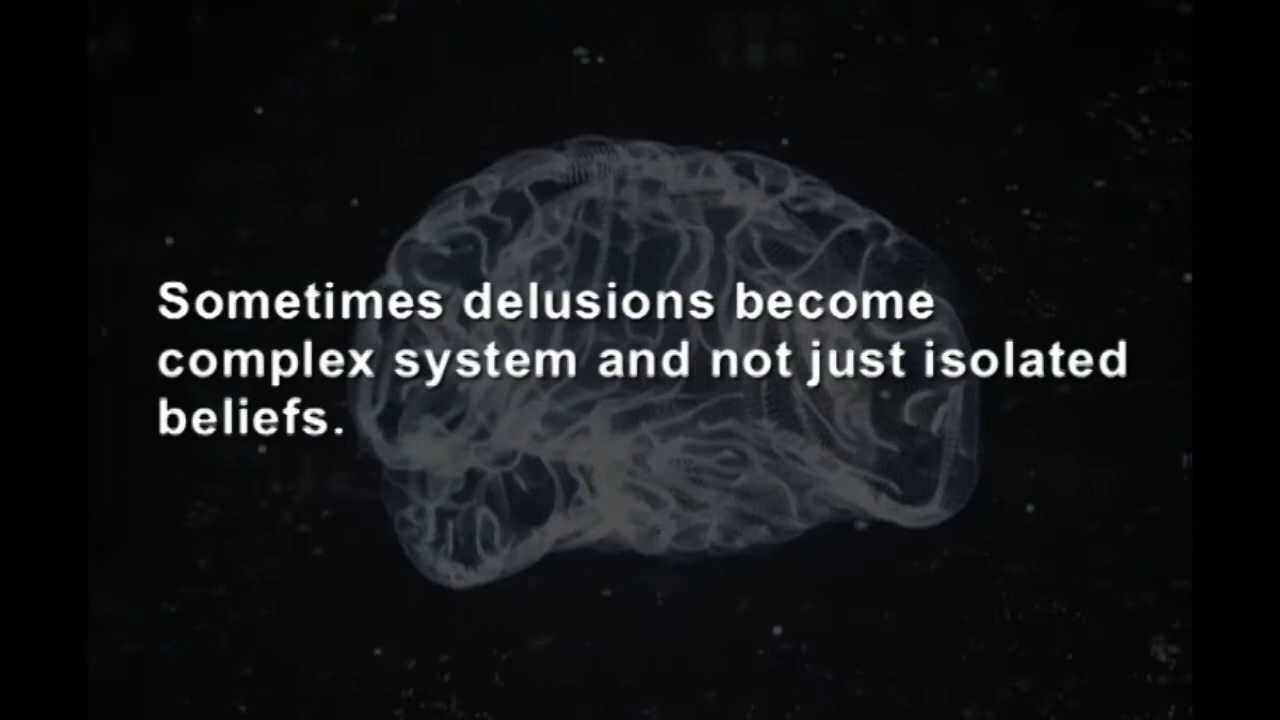 Sometimes delusions become
complex system and not just isolated
beliefs.